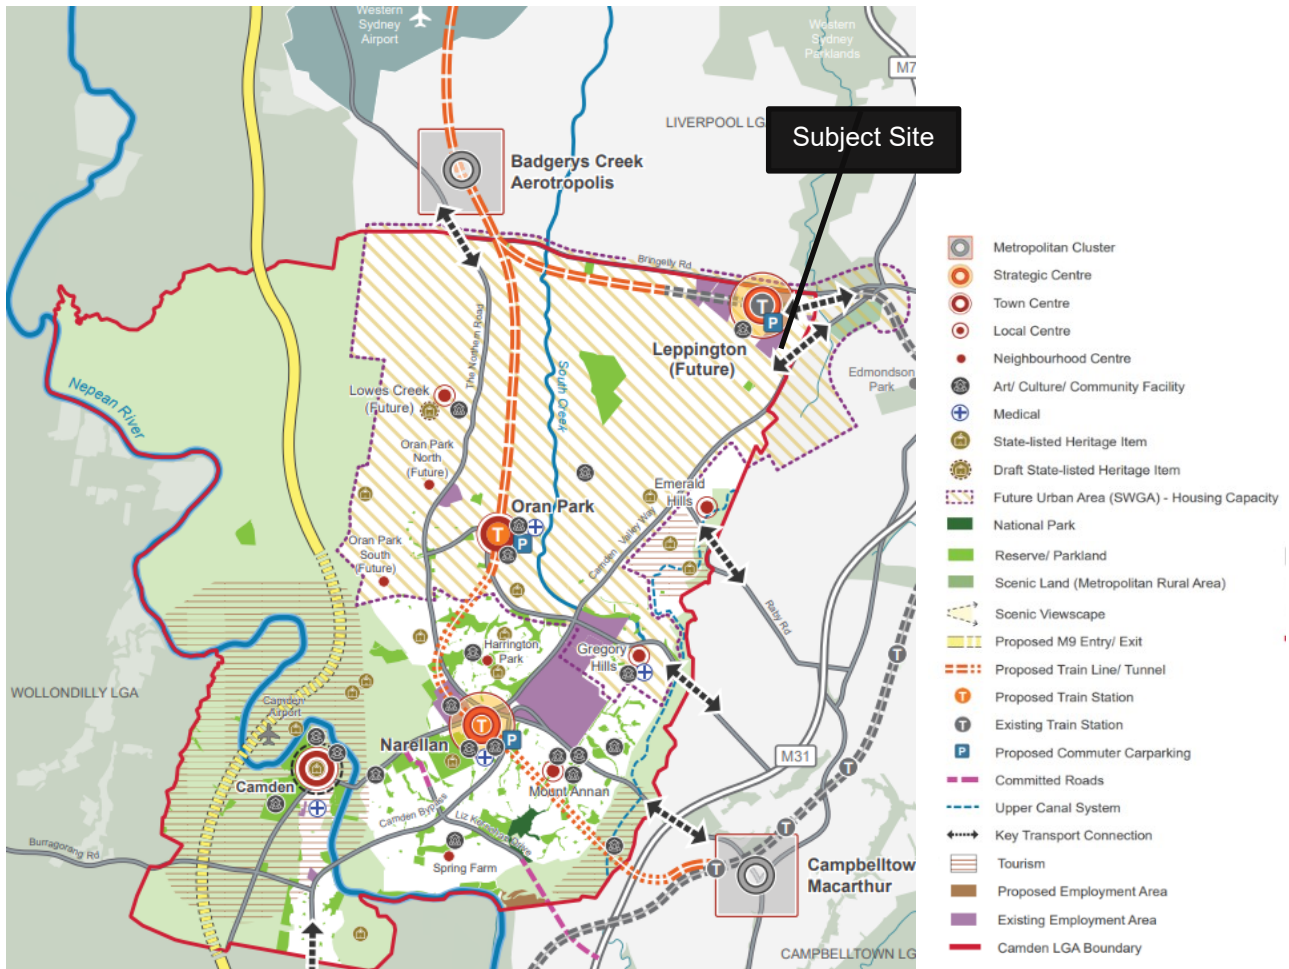 Western
Sydney
Airport
Western
Sydney
Parklands
M7
LIVERPOOL LGA
Subject Site
Badgerys Creek
Aerotropolis
Bringelly Rd
T
P
Leppington
(Future)
Edmondson
Park
The Northern Road
South Creek
Nepean River
Lowes Creek
(Future)
Oran Park
North
(Future)
Emerald
Hills
Oran Park
T
P
Oran Park
South
(Future)
Camden Valley Way
Raby Rd
T
Harrington
Park
Gregory
Hills
WOLLONDILLY LGA
Camden
Airport
T
P
Narellan
M31
T
Camden
Mount Annan
Camden Bypass
Liz Kernohan Drive
T
Burragorang Rd
Spring Farm
T
Campbelltow
Macarthur
CAMPBELLTOWN LG
Metropolitan Cluster
Strategic Centre
Town Centre
Local Centre
Neighbourhood Centre
Art/ Culture/ Community Facility
Medical
State-listed Heritage Item
Draft State-listed Heritage Item
Future Urban Area (SWGA) - Housing Capacity
National Park
Reserve/ Parkland
Scenic Land (Metropolitan Rural Area)
Scenic Viewscape
Proposed M9 Entry/ Exit
Proposed Train Line/ Tunnel
T Proposed Train Station
T Existing Train Station
P Proposed Commuter Carparking
Committed Roads
Upper Canal System
Key Transport Connection
Tourism
Proposed Employment Area
Existing Employment Area
Camden LGA Boundary